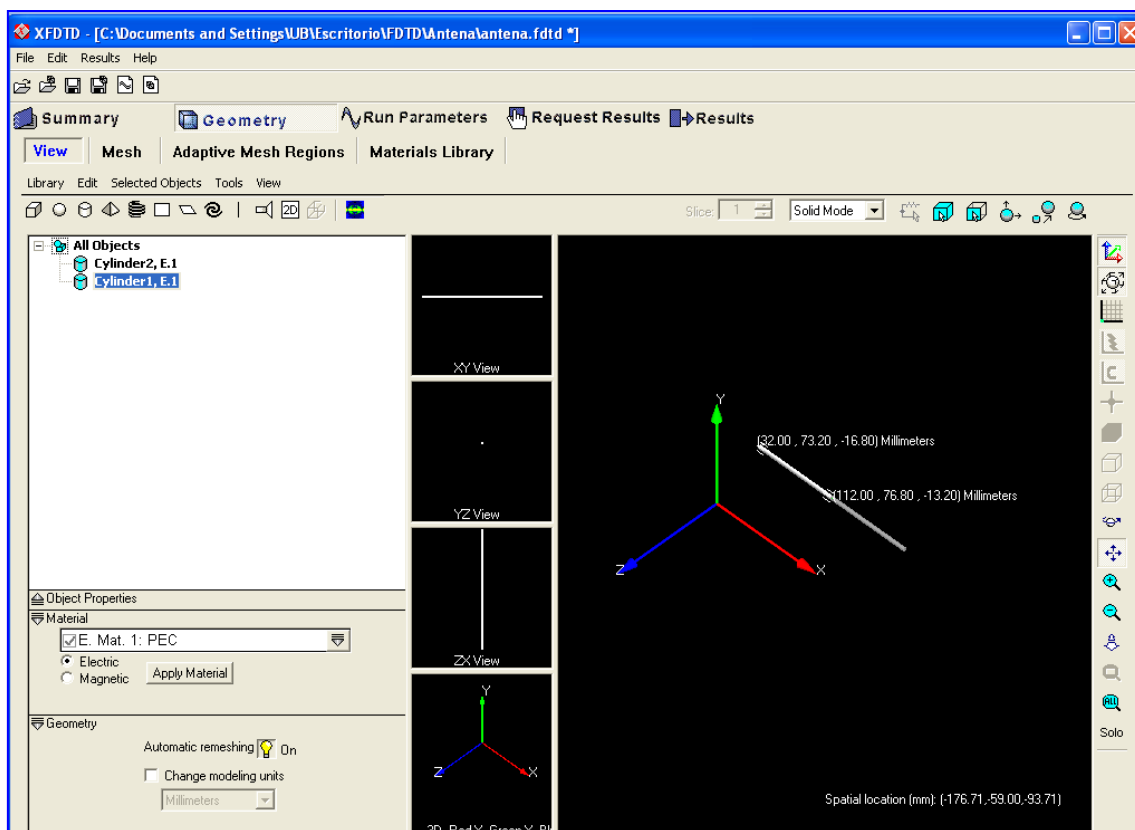 XFDTD - [C:\Documents and Settings\UB\Escritorio\FDTD\Antena\antena.fdtd *]
File Edit Results Help
Summary Geometry Run Parameters Request Results Results
View Mesh Adaptive Mesh Regions Materials Library
Library Edit Selected Objects Tools View
2D Slice: 1 Solid Mode
All Objects
Cylinder2, E.1
Cylinder1, E.1
XY View
YZ View
ZX View
Y
Z
X
Y
(32.00 , 73.20 , -16.80) Millimeters
(112.00 , 76.80 , -13.20) Millimeters
Z
X
Object Properties
Material
E. Mat. 1: PEC
Electric
Magnetic
Apply Material
Geometry
Automatic remeshing On
Change modeling units
Millimeters
ALL
Solo
Spatial location (mm): (-176.71,-59.00,-93.71)